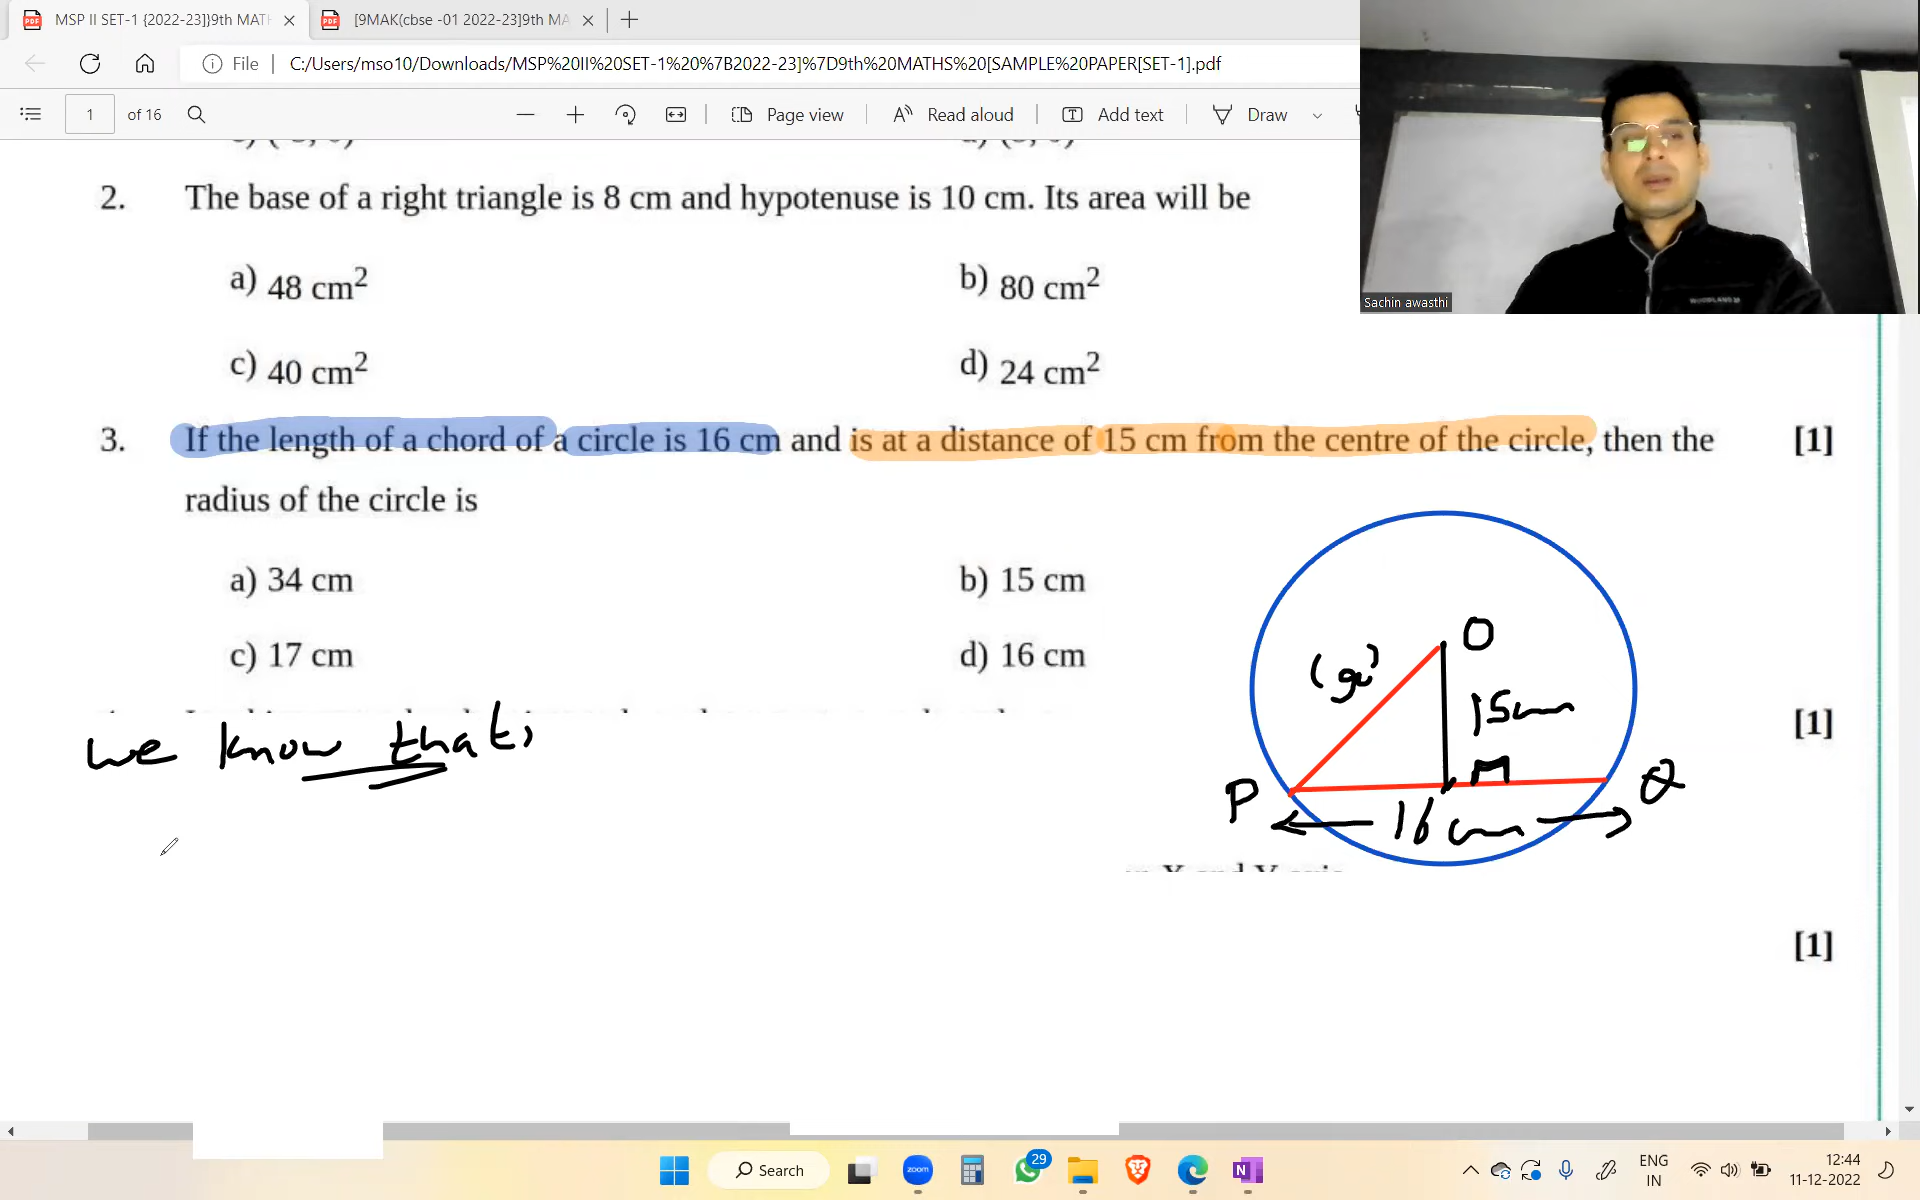 MSP II SET-1 {2022-23]}9th MATH
[9MAK(cbse -01 2022-23]9th MA
File
C:/Users/mso10/Downloads/MSP%20II%20SET-1%20%7B2022-23]%7D9th%20MATHS%20[SAMPLE%20PAPER[SET-1].pdf
1 of 16
Page view
Read aloud
Add text
Draw
2. The base of a right triangle is 8 cm and hypotenuse is 10 cm. Its area will be
a) 48 cm² b) 80 cm²
c) 40 cm² d) 24 cm²
Sachin awasthi
3. If the length of a chord of a circle is 16 cm and is at a distance of 15 cm from the centre of the circle, then the [1]
radius of the circle is
a) 34 cm b) 15 cm
c) 17 cm d) 16 cm
O
15cm
M
P
Q
16 cm
[1]
we know that,
[1]
Search
zoom
29
N
ENG
IN
12:44
11-12-2022